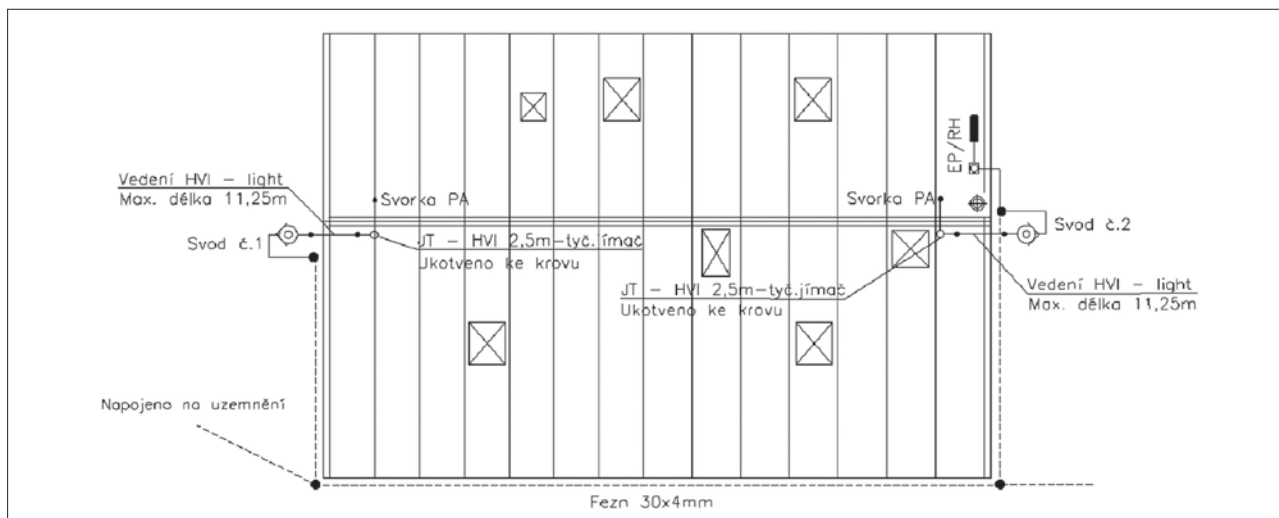 EP/RH
Vedení HVI – light
Max. délka 11,25m
Svorka PA
Svorka PA
Svod č.1
JT – HVI 2,5m–tyč.jímač
Ukotveno ke krovu
Svod č.2
JT – HVI 2,5m–tyč.jímač
Ukotveno ke krovu
Vedení HVI – light
Max. délka 11,25m
Napojeno na uzemnění
Fezn 30x4mm